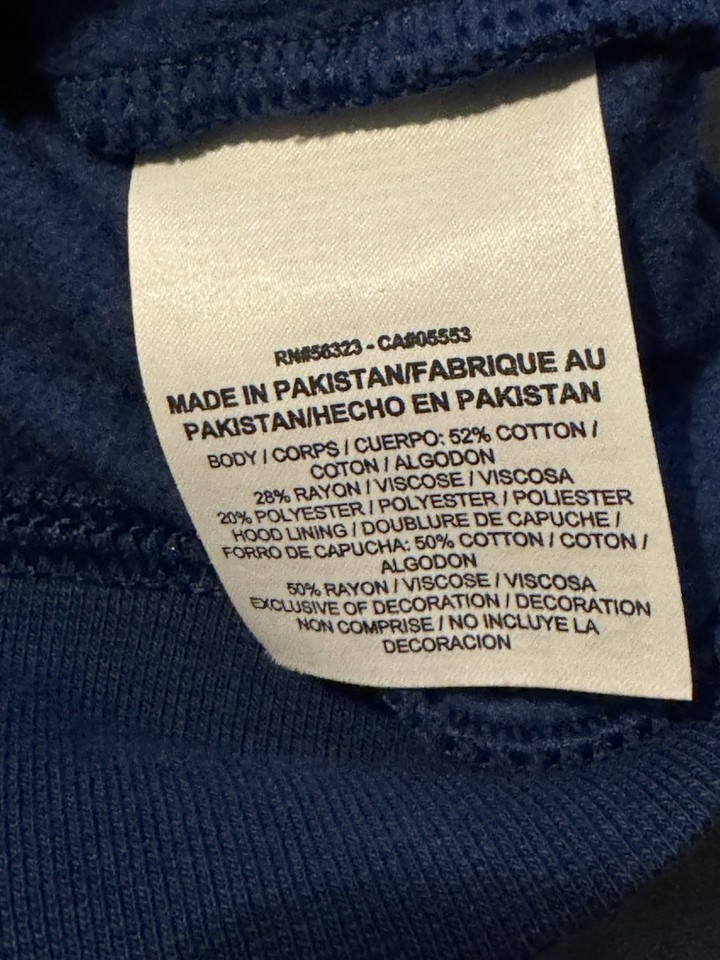 RN#56323 - CA#05553
MADE IN PAKISTAN/FABRIQUE AU
PAKISTAN/HECHO EN PAKISTAN
BODY / CORPS / CUERPO: 52% COTTON /
COTON / ALGODON
28% RAYON / VISCOSE / VISCOSA
20% POLYESTER / POLYESTER / POLIESTER
HOOD LINING / DOUBLURE DE CAPUCHE /
FORRO DE CAPUCHA: 50% COTTON / COTON /
ALGODON
50% RAYON / VISCOSE / VISCOSA
EXCLUSIVE OF DECORATION / DECORATION
NON COMPRISE / NO INCLUYE LA
DECORACION